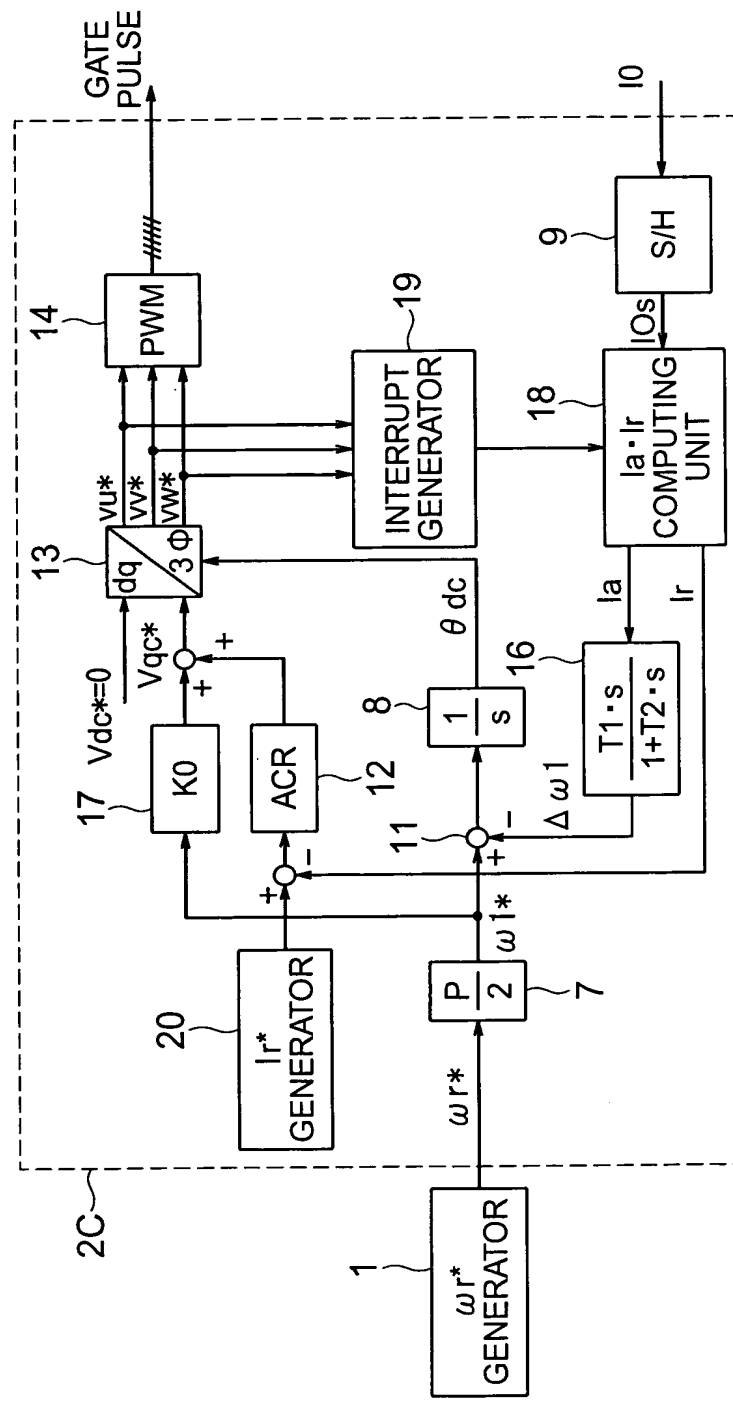 2C
1
ωr*
GENERATOR
ωr*
P
2
7
ω1*
20
Ir*
GENERATOR
+
-
17
K0
12
ACR
+
+
Vdc*=0
Vqc*
13
dq
3Φ
vu*
vv*
vw*
14
PWM
GATE
PULSE
11
+
-
Δω1
8
1
s
θdc
19
INTERRUPT
GENERATOR
16
T1·s
1+T2·s
Ia
Ir
18
Ia·Ir
COMPUTING
UNIT
IOs
9
S/H
I0